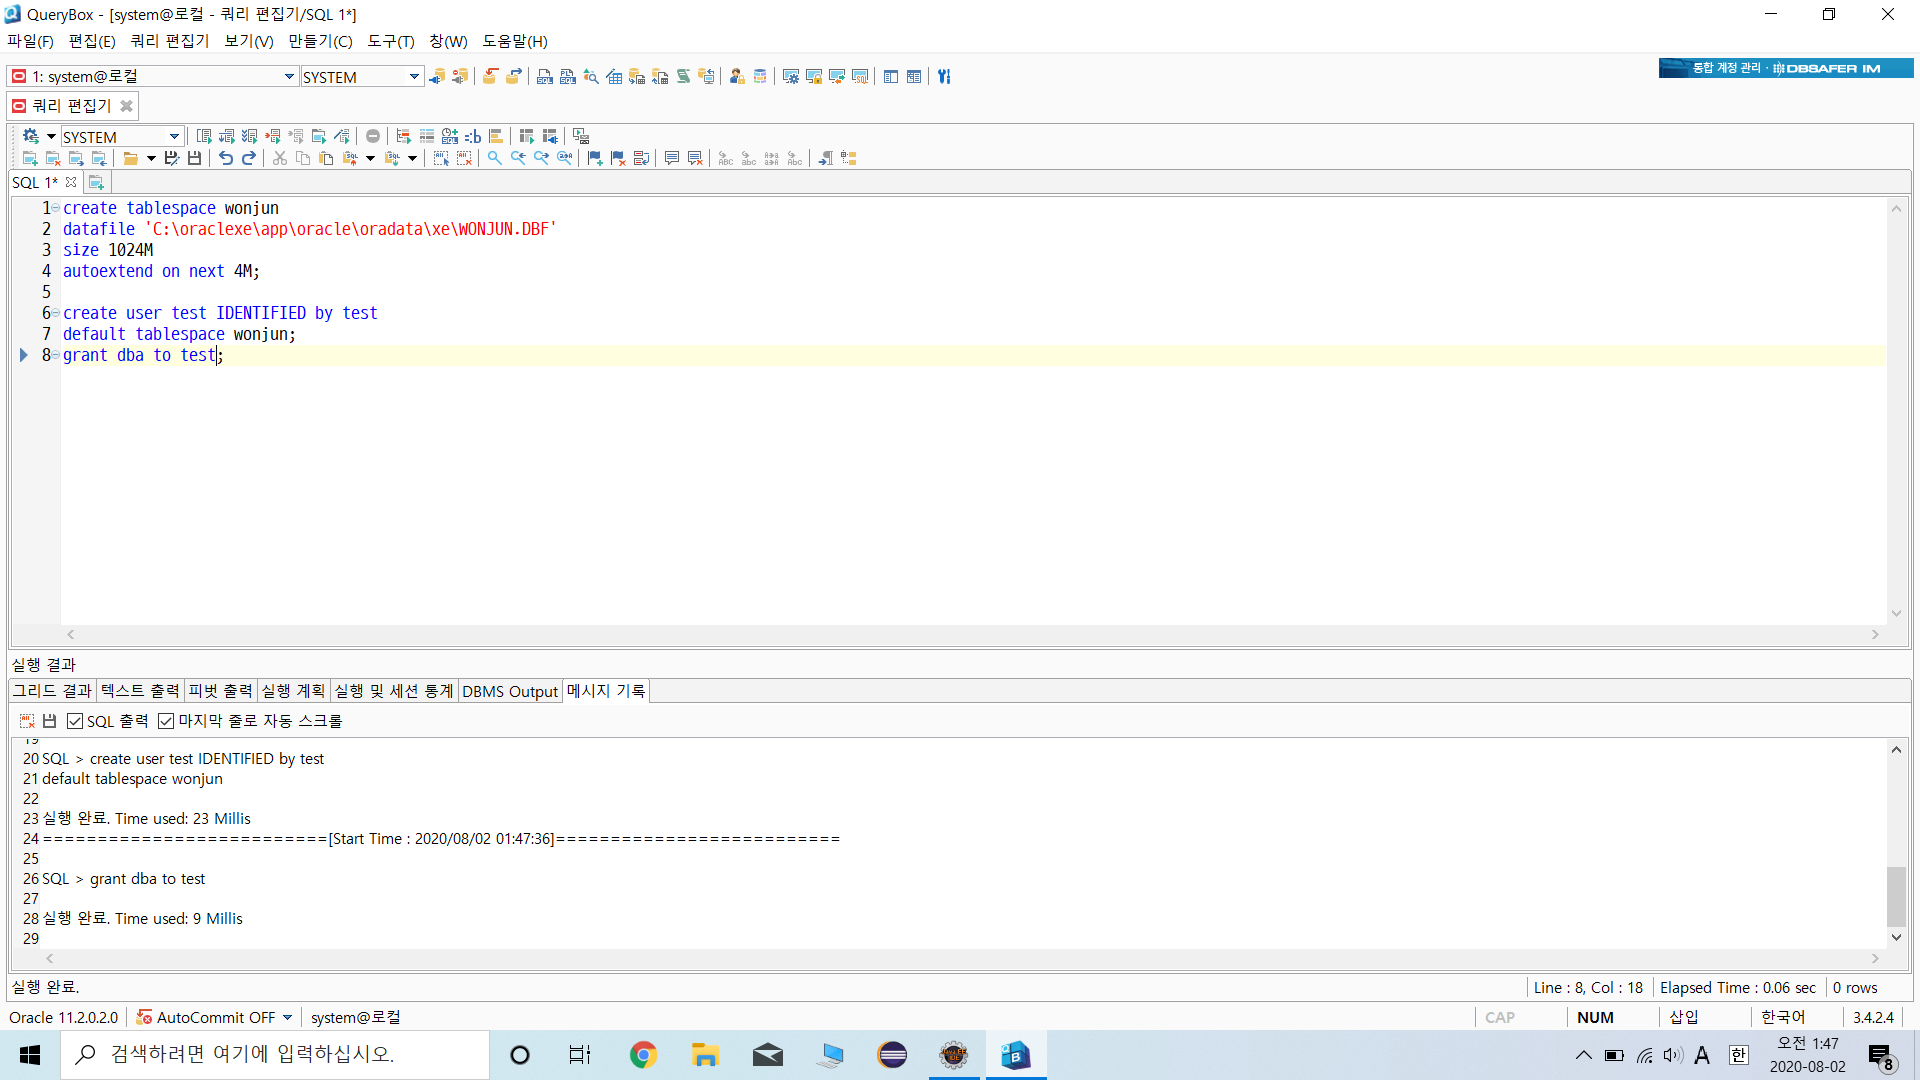 QueryBox - [system@로컬 - 쿼리 편집기/SQL 1*]
파일(F) 편집(E) 쿼리 편집기 보기(V) 만들기(C) 도구(T) 창(W) 도움말(H)
1: system@로컬 SYSTEM
통합 계정 관리 · DBSAFER IM
쿼리 편집기
SYSTEM
SQL 1*
1 create tablespace wonjun
2 datafile 'C:\oraclexe\app\oracle\oradata\xe\WONJUN.DBF'
3 size 1024M
4 autoextend on next 4M;
5
6 create user test IDENTIFIED by test
7 default tablespace wonjun;
8 grant dba to test;
실행 결과
그리드 결과 텍스트 출력 피벗 출력 실행 계획 실행 및 세션 통계 DBMS Output 메시지 기록
SQL 출력 마지막 줄로 자동 스크롤
19
20 SQL > create user test IDENTIFIED by test
21 default tablespace wonjun
22
23 실행 완료. Time used: 23 Millis
24 ==========================[Start Time : 2020/08/02 01:47:36]==========================
25
26 SQL > grant dba to test
27
28 실행 완료. Time used: 9 Millis
29
실행 완료. Line : 8, Col : 18 Elapsed Time : 0.06 sec 0 rows
Oracle 11.2.0.2.0 AutoCommit OFF system@로컬 CAP NUM 삽입 한국어 3.4.2.4
검색하려면 여기에 입력하십시오. A 한 오전 1:47
2020-08-02 8